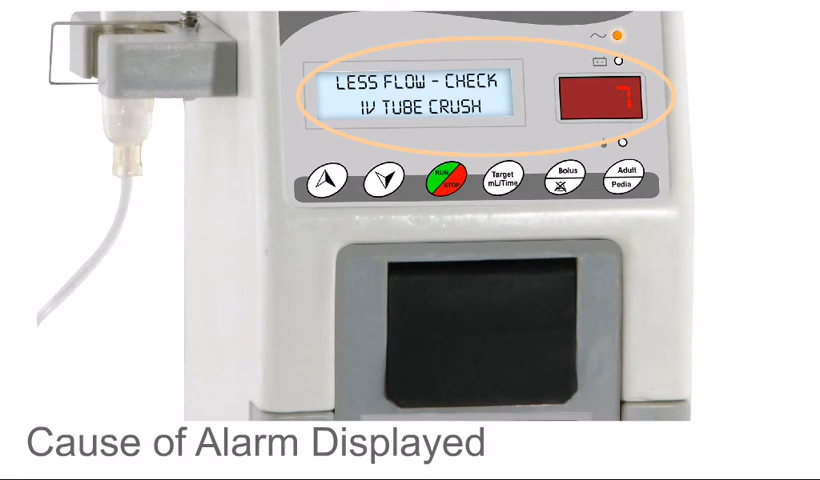 LESS FLOW - CHECK
IV TUBE CRUSH
7
RUN
STOP
Target
mL/Time
Bolus
Adult
Pedia
Cause of Alarm Displayed